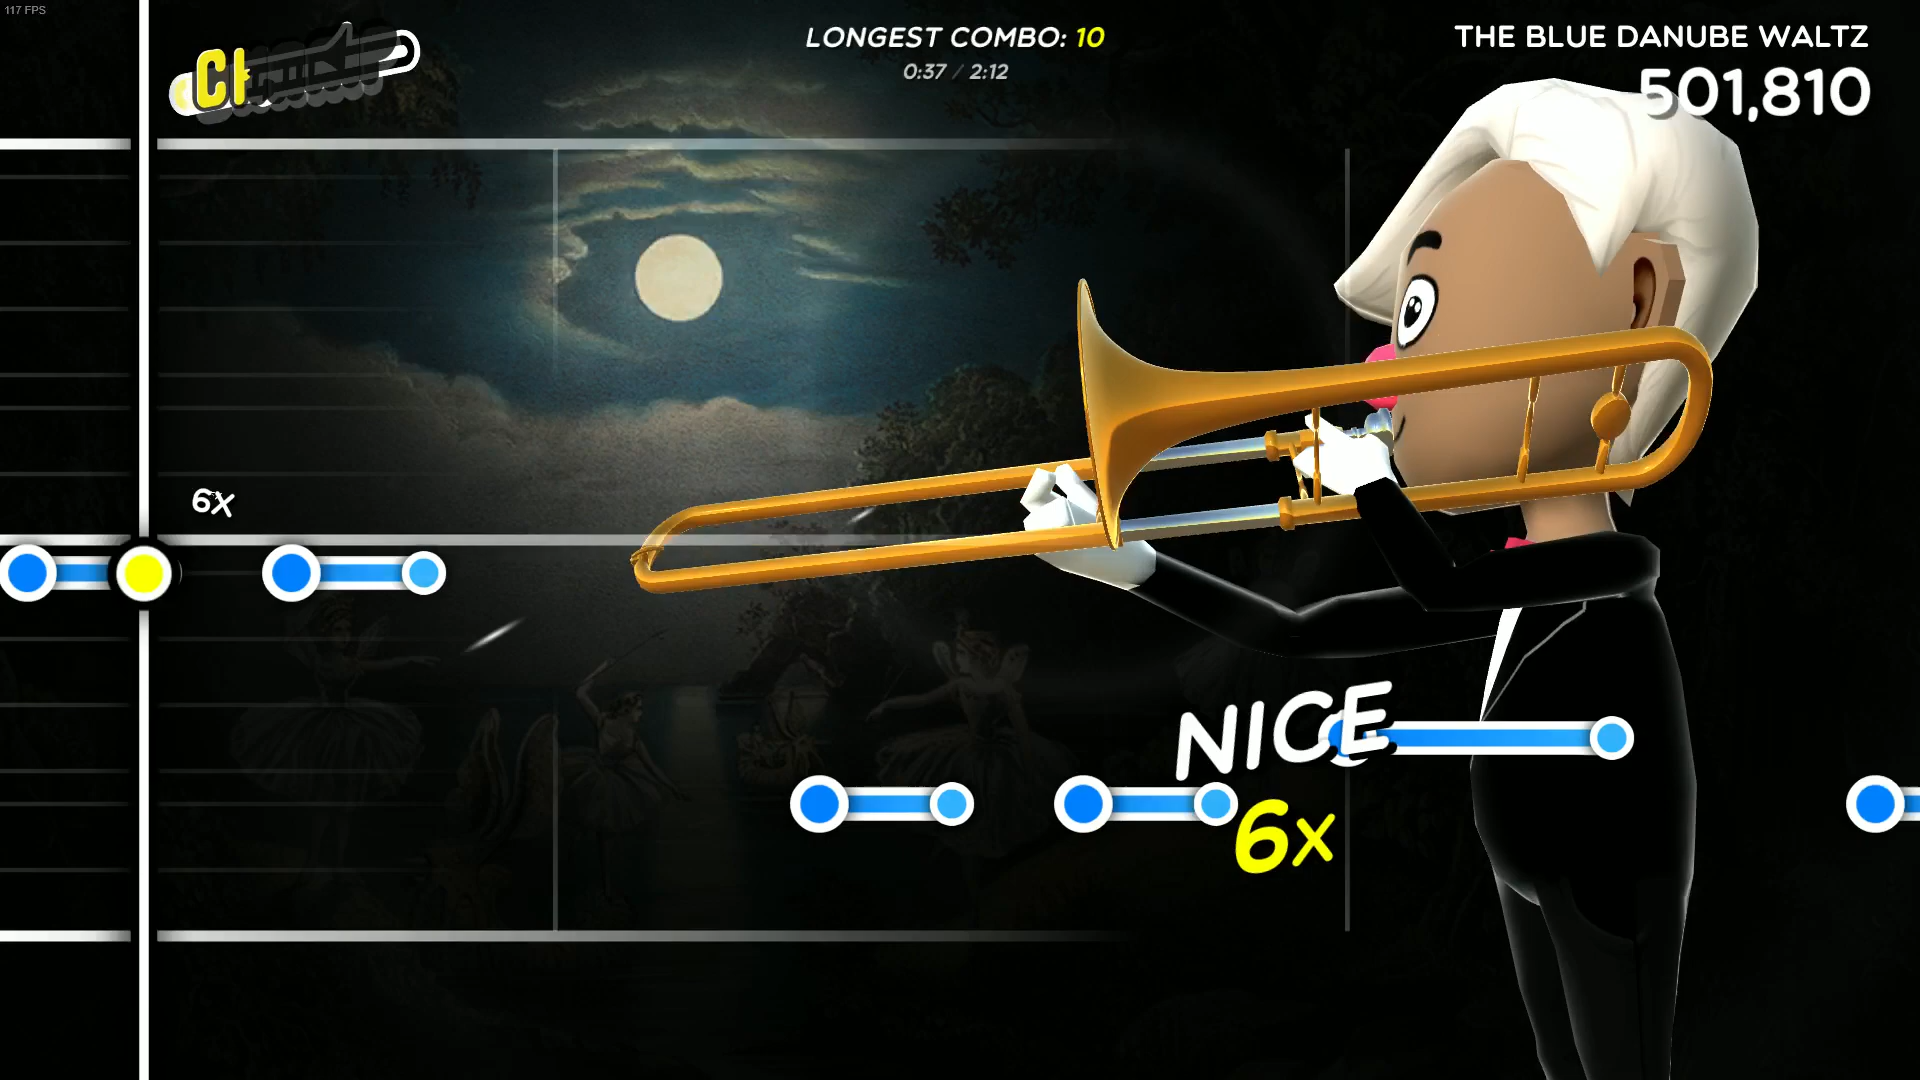 117 FPS
LONGEST COMBO: 10
0:37 / 2:12
THE BLUE DANUBE WALTZ
501,810
6x
NICE
6x